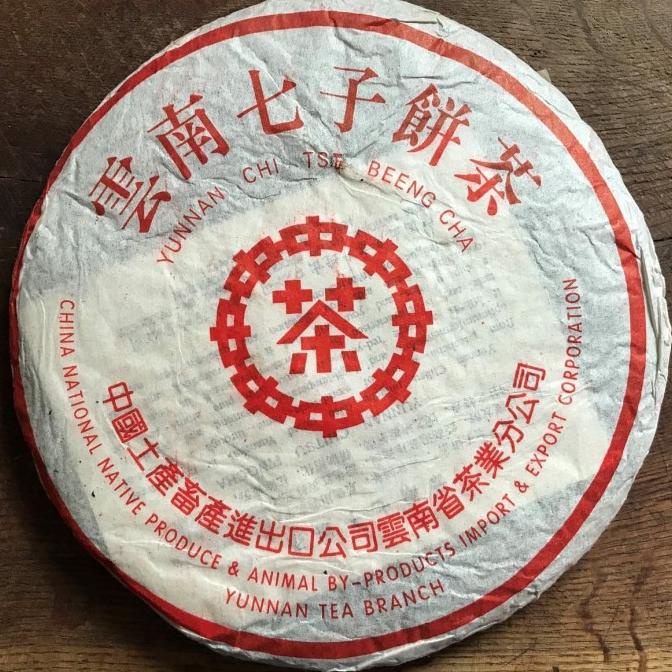 雲南七子餅茶
YUNNAN CHI TSE BEENG CHA
茶
中國土產畜產進出口公司雲南省茶業分公司
CHINA NATIONAL NATIVE PRODUCE & ANIMAL BY-PRODUCTS IMPORT & EXPORT CORPORATION
YUNNAN TEA BRANCH